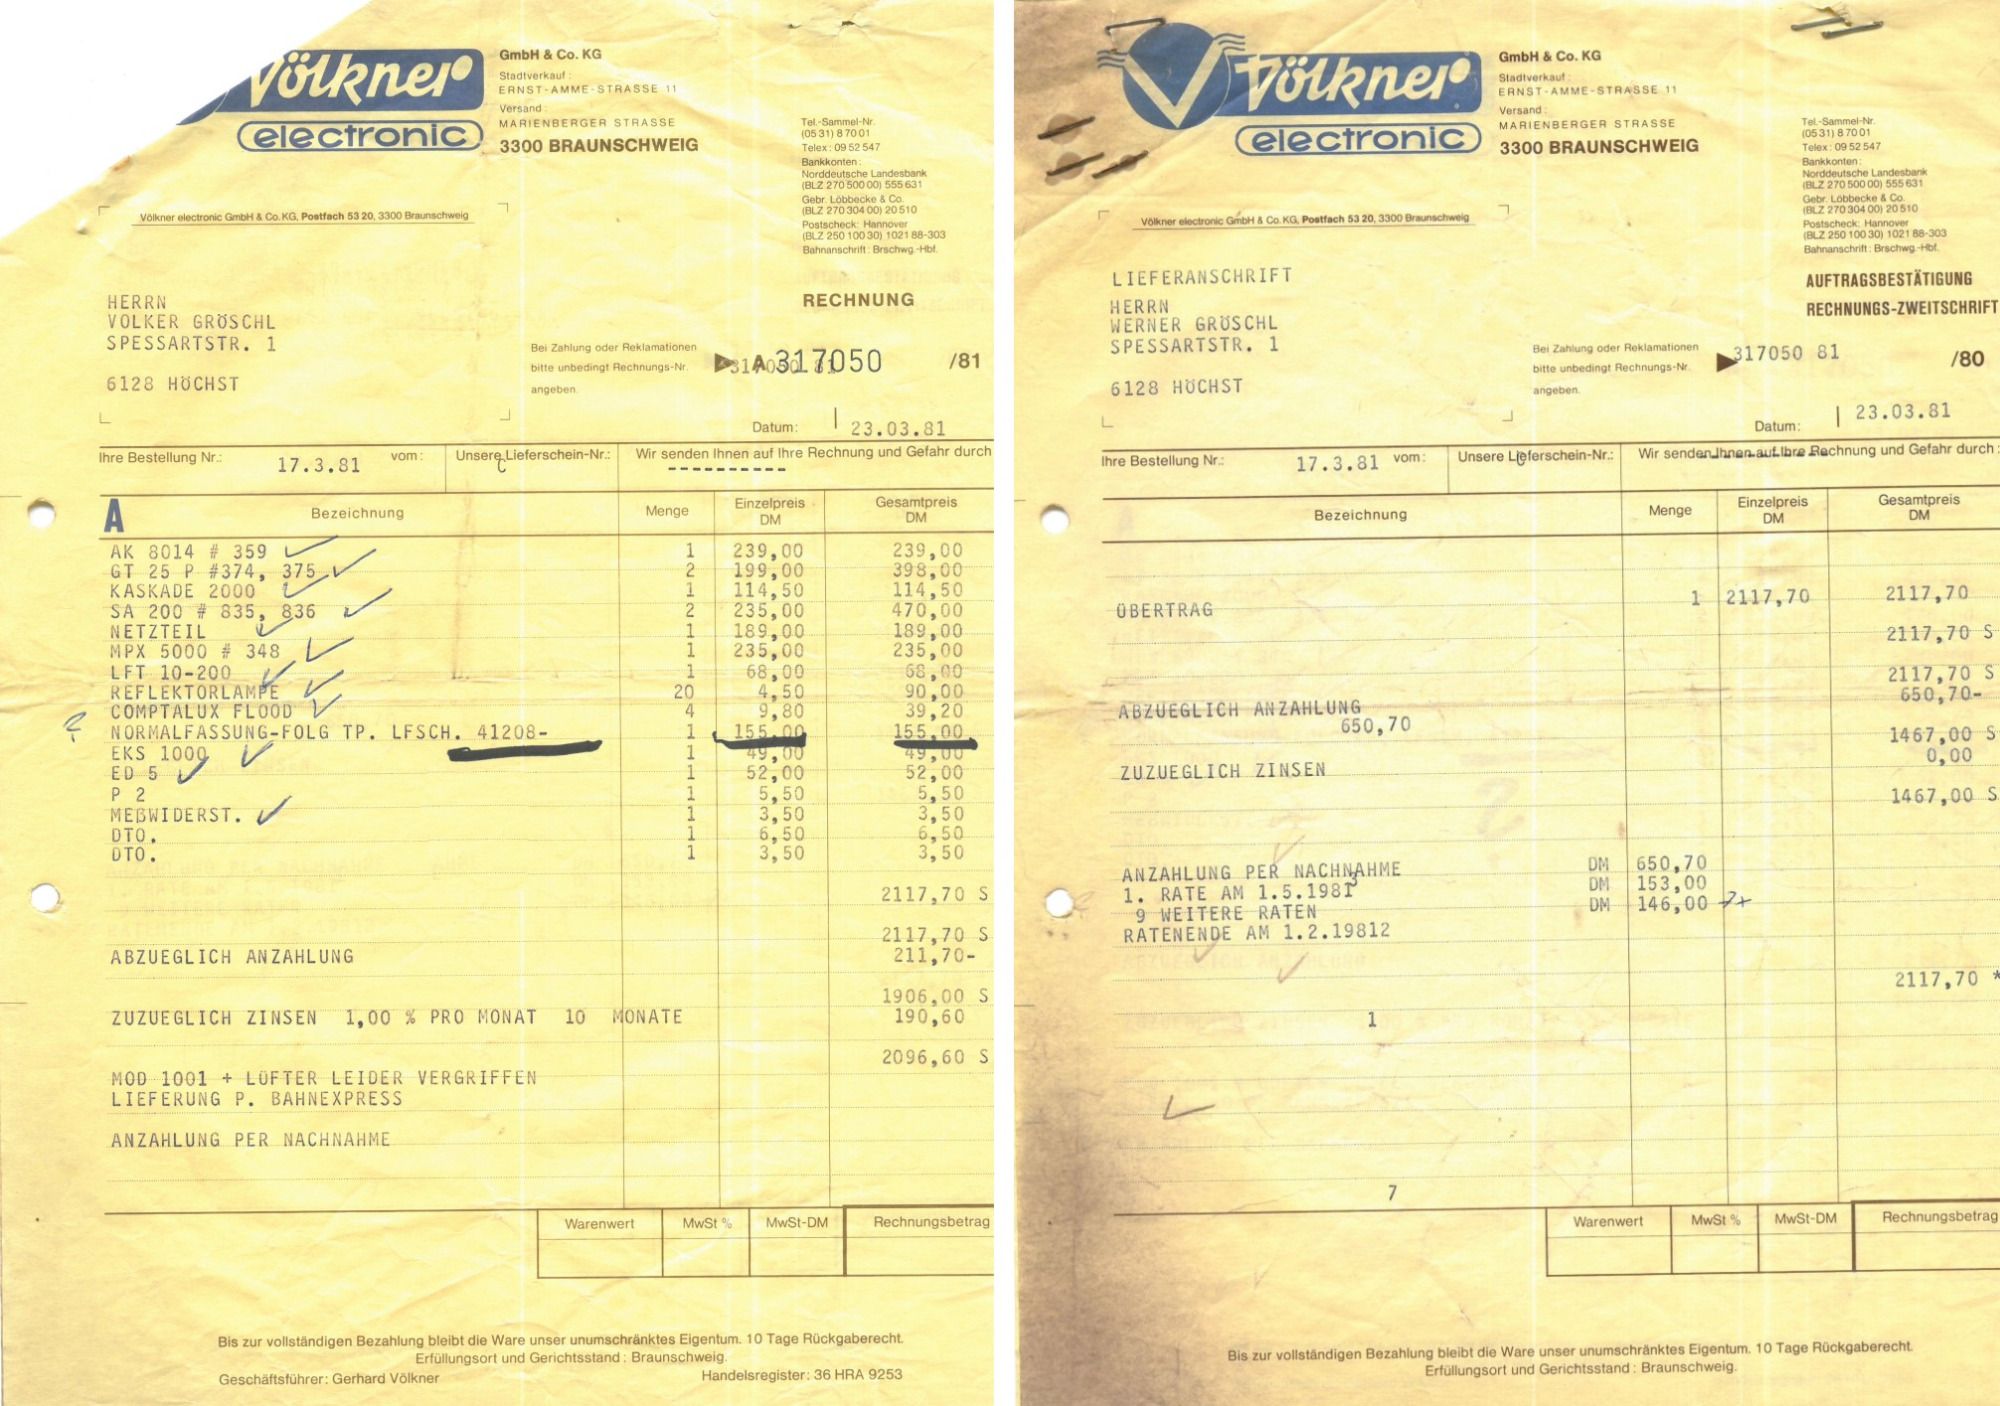 Völkner
electronic
GmbH & Co. KG
Stadtverkauf :
ERNST-AMME-STRASSE 11
Versand :
MARIENBERGER STRASSE
3300 BRAUNSCHWEIG
Tel.-Sammel-Nr.
(05 31) 8 70 01
Telex : 09 52 547
Bankkonten :
Norddeutsche Landesbank
(BLZ 270 500 00) 555 631
Gebr. Löbbecke & Co.
(BLZ 270 304 00) 20 510
Postscheck: Hannover
(BLZ 250 100 30) 1021 88-303
Bahnanschrift : Brschwg.-Hbf.
Völkner electronic GmbH & Co. KG, Postfach 53 20, 3300 Braunschweig
RECHNUNG
HERRN
VOLKER GRÖSCHL
SPESSARTSTR. 1
6128 HÖCHST
Bei Zahlung oder Reklamationen
bitte unbedingt Rechnungs-Nr.
angeben.
317050 81
A 317050 /81
Datum: 23.03.81
Ihre Bestellung Nr.: 17.3.81 vom: Unsere Lieferschein-Nr.: Wir senden Ihnen auf Ihre Rechnung und Gefahr durch
C ----------
A Bezeichnung Menge Einzelpreis DM Gesamtpreis DM
AK 8014 # 359 1 239,00 239,00
GT 25 P #374, 375 2 199,00 398,00
KASKADE 2000 1 114,50 114,50
SA 200 # 835, 836 2 235,00 470,00
NETZTEIL 1 189,00 189,00
MPX 5000 # 348 1 235,00 235,00
LFT 10-200 1 68,00 68,00
REFLEKTORLAMPE 20 4,50 90,00
COMPTALUX FLOOD 4 9,80 39,20
? NORMALFASSUNG-FOLG TP. LFSCH. 41208- 1 155,00 155,00
EKS 1000 1 49,00 49,00
ED 5 1 52,00 52,00
P 2 1 5,50 5,50
MEßWIDERST. 1 3,50 3,50
DTO. 1 6,50 6,50
DTO. 1 3,50 3,50
2117,70 S
2117,70 S
ABZUEGLICH ANZAHLUNG 211,70-
1906,00 S
ZUZUEGLICH ZINSEN 1,00 % PRO MONAT 10 MONATE 190,60
2096,60 S
MOD 1001 + LÜFTER LEIDER VERGRIFFEN
LIEFERUNG P. BAHNEXPRESS
ANZAHLUNG PER NACHNAHME
Warenwert MwSt % MwSt-DM Rechnungsbetrag
Bis zur vollständigen Bezahlung bleibt die Ware unser unumschränktes Eigentum. 10 Tage Rückgaberecht.
Erfüllungsort und Gerichtsstand : Braunschweig.
Geschäftsführer: Gerhard Völkner Handelsregister: 36 HRA 9253
V Völkner
electronic
GmbH & Co. KG
Stadtverkauf :
ERNST-AMME-STRASSE 11
Versand :
MARIENBERGER STRASSE
3300 BRAUNSCHWEIG
Tel.-Sammel-Nr.
(05 31) 8 70 01
Telex : 09 52 547
Bankkonten :
Norddeutsche Landesbank
(BLZ 270 500 00) 555 631
Gebr. Löbbecke & Co.
(BLZ 270 304 00) 20 510
Postscheck: Hannover
(BLZ 250 100 30) 1021 88-303
Bahnanschrift : Brschwg.-Hbf.
Völkner electronic GmbH & Co. KG, Postfach 53 20, 3300 Braunschweig
AUFTRAGSBESTÄTIGUNG
RECHNUNGS-ZWEITSCHRIFT
LIEFERANSCHRIFT
HERRN
WERNER GRÖSCHL
SPESSARTSTR. 1
6128 HÖCHST
Bei Zahlung oder Reklamationen
bitte unbedingt Rechnungs-Nr.
angeben.
317050 81 /80
Datum: 23.03.81
Ihre Bestellung Nr.: 17.3.81 vom: Unsere Lieferschein-Nr.: Wir senden Ihnen auf Ihre Rechnung und Gefahr durch :
Bezeichnung Menge Einzelpreis DM Gesamtpreis DM
ÜBERTRAG 1 2117,70 2117,70
2117,70 S
2117,70 S
650,70-
ABZUEGLICH ANZAHLUNG
650,70
1467,00 S
0,00
ZUZUEGLICH ZINSEN
1467,00 S
ANZAHLUNG PER NACHNAHME DM 650,70
1. RATE AM 1.5.1981 DM 153,00
9 WEITERE RATEN DM 146,00
RATENENDE AM 1.2.19812
2117,70 *
1
7
Warenwert MwSt % MwSt-DM Rechnungsbetrag
Bis zur vollständigen Bezahlung bleibt die Ware unser unumschränktes Eigentum. 10 Tage Rückgaberecht.
Erfüllungsort und Gerichtsstand : Braunschweig.